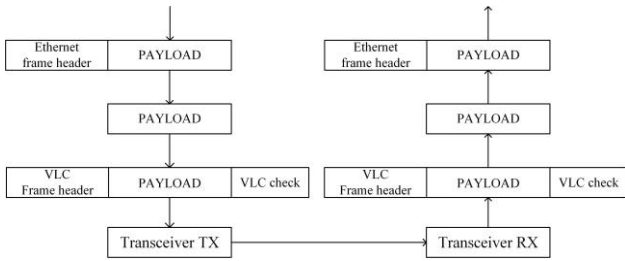 Ethernet
frame header
PAYLOAD
PAYLOAD
VLC
Frame header
PAYLOAD
VLC check
Transceiver TX
Ethernet
frame header
PAYLOAD
PAYLOAD
VLC
Frame header
PAYLOAD
VLC check
Transceiver RX